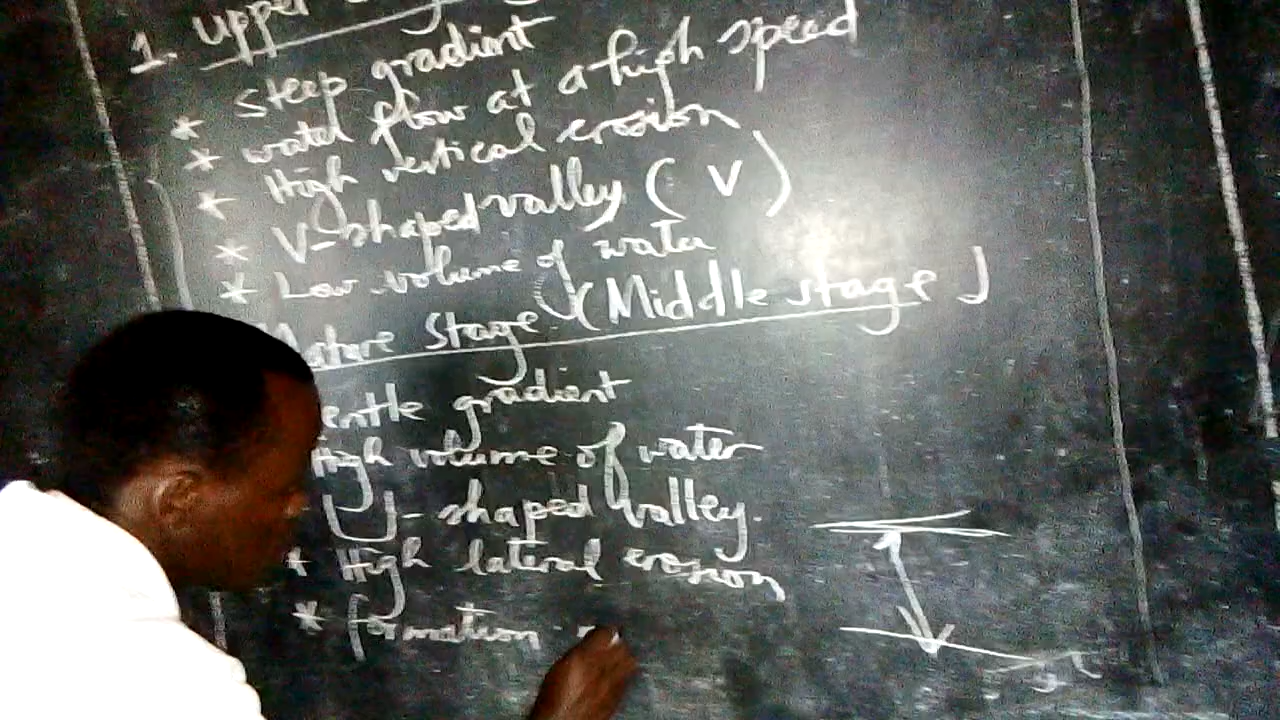 1. Upper
* steep gradient
* water flow at a high speed
* High vertical erosion
* V-shaped valley ( V )
* Low volume of water
Mature Stage (Middle stage)
entle gradient
High volume of water
U-shaped valley.
* High lateral erosion
* formation